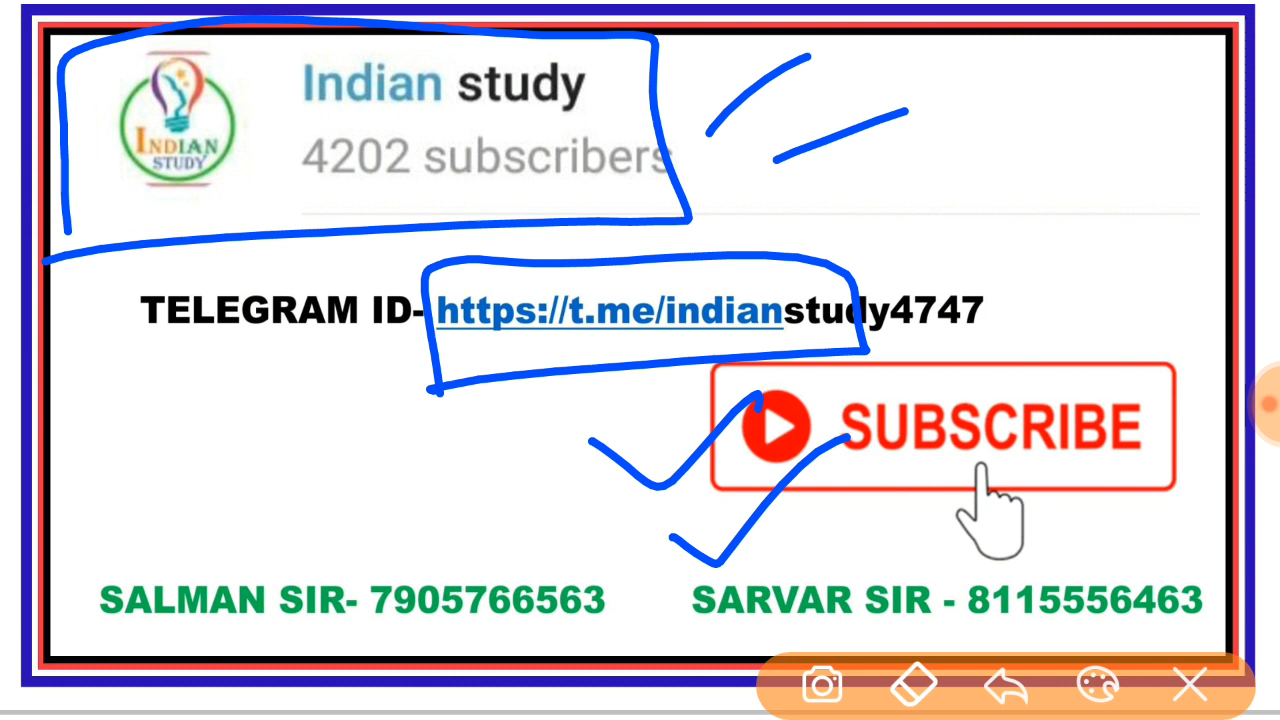 INDIAN
STUDY
Indian study
4202 subscribers
TELEGRAM ID- https://t.me/indianstudy4747
SUBSCRIBE
SALMAN SIR- 7905766563
SARVAR SIR - 8115556463